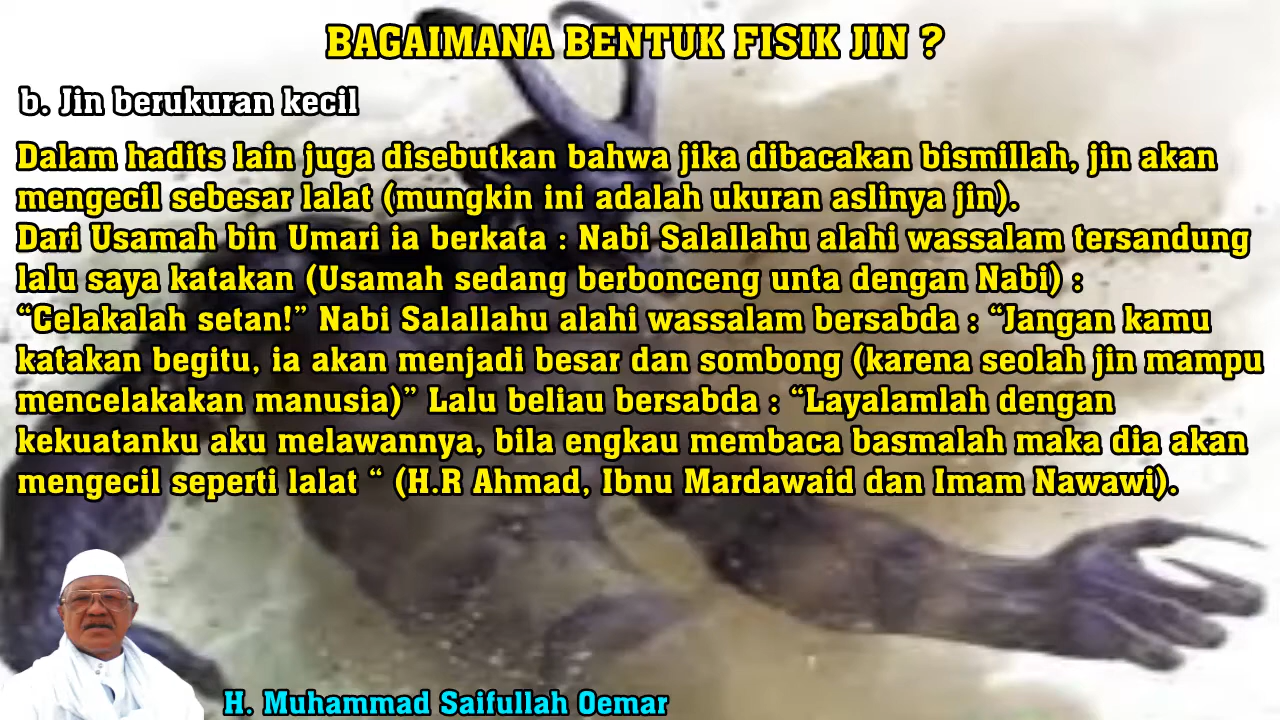 BAGAIMANA BENTUK FISIK JIN ?
b. Jin berukuran kecil
Dalam hadits lain juga disebutkan bahwa jika dibacakan bismillah, jin akan
mengecil sebesar lalat (mungkin ini adalah ukuran aslinya jin).
Dari Usamah bin Umari ia berkata : Nabi Salallahu alahi wassalam tersandung
lalu saya katakan (Usamah sedang berbonceng unta dengan Nabi) :
“Celakalah setan!” Nabi Salallahu alahi wassalam bersabda : “Jangan kamu
katakan begitu, ia akan menjadi besar dan sombong (karena seolah jin mampu
mencelakakan manusia)” Lalu beliau bersabda : “Layalamlah dengan
kekuatanku aku melawannya, bila engkau membaca basmalah maka dia akan
mengecil seperti lalat “ (H.R Ahmad, Ibnu Mardawaid dan Imam Nawawi).
H. Muhammad Saifullah Oemar